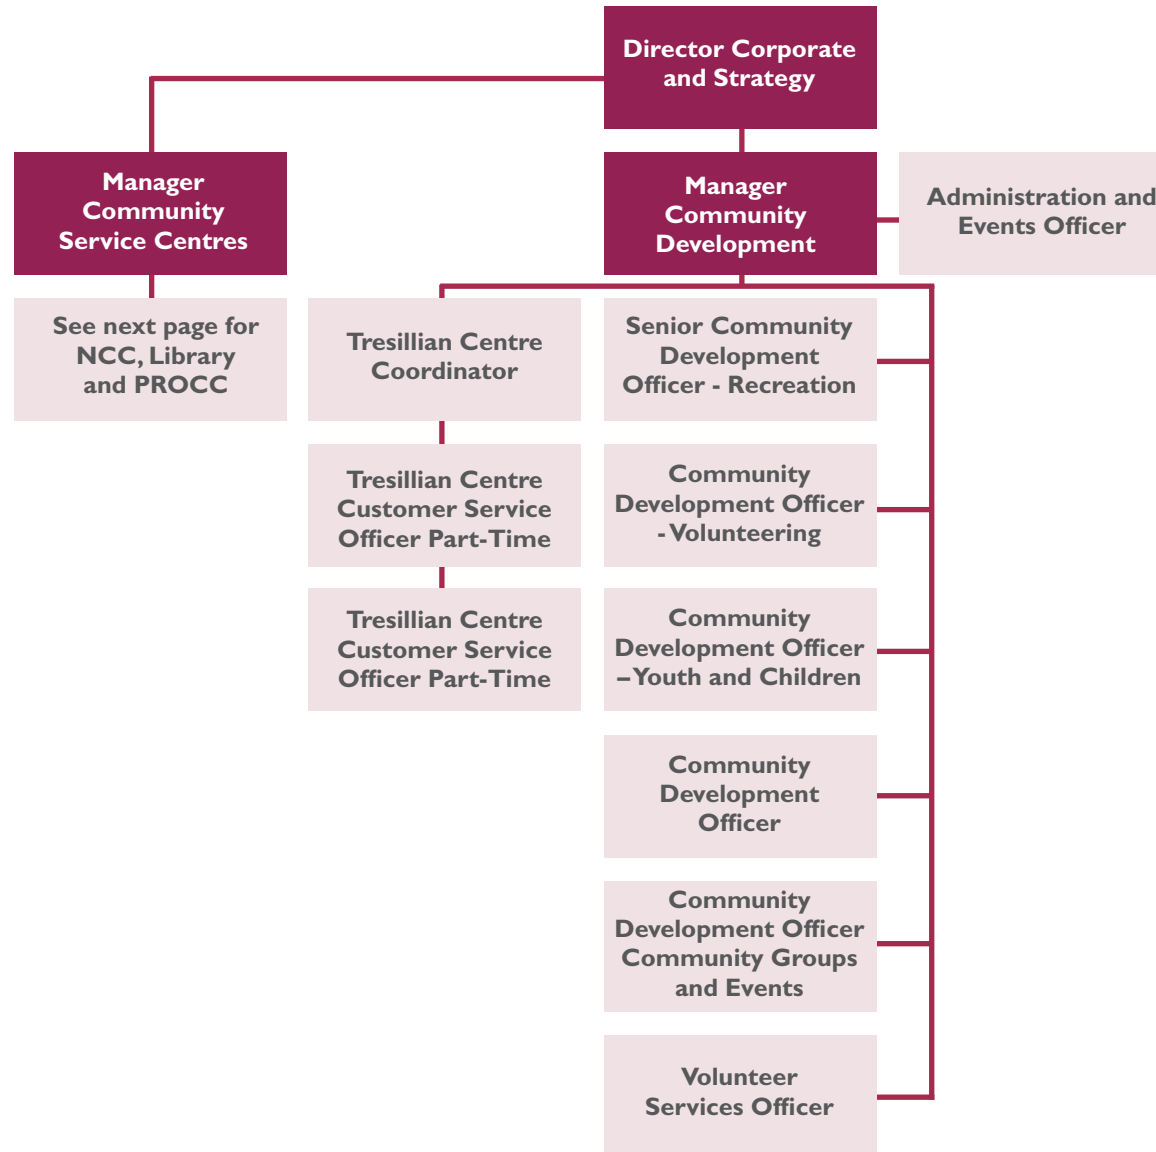 Director Corporate
and Strategy
Manager
Community
Service Centres
Manager
Community
Development
Administration and
Events Officer
See next page for
NCC, Library
and PROCC
Tresillian Centre
Coordinator
Senior Community
Development
Officer - Recreation
Tresillian Centre
Customer Service
Officer Part-Time
Community
Development Officer
- Volunteering
Tresillian Centre
Customer Service
Officer Part-Time
Community
Development Officer
– Youth and Children
Community
Development
Officer
Community
Development Officer
Community Groups
and Events
Volunteer
Services Officer